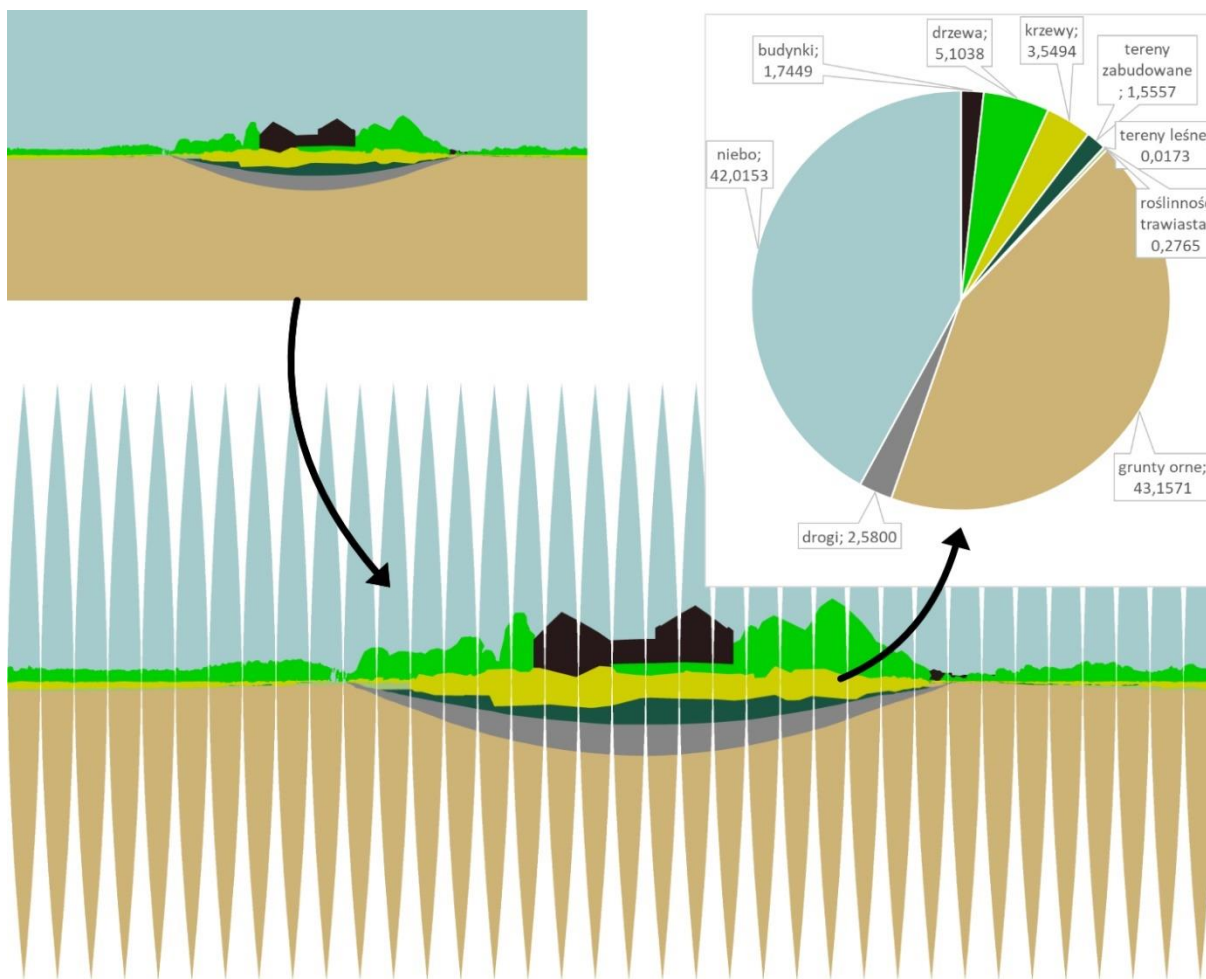 budynki;
1,7449
drzewa;
5,1038
krzewy;
3,5494
tereny
zabudowane
; 1,5557
tereny leśne
0,0173
roślinność
trawiasta
0,2765
niebo;
42,0153
grunty orne;
43,1571
drogi; 2,5800